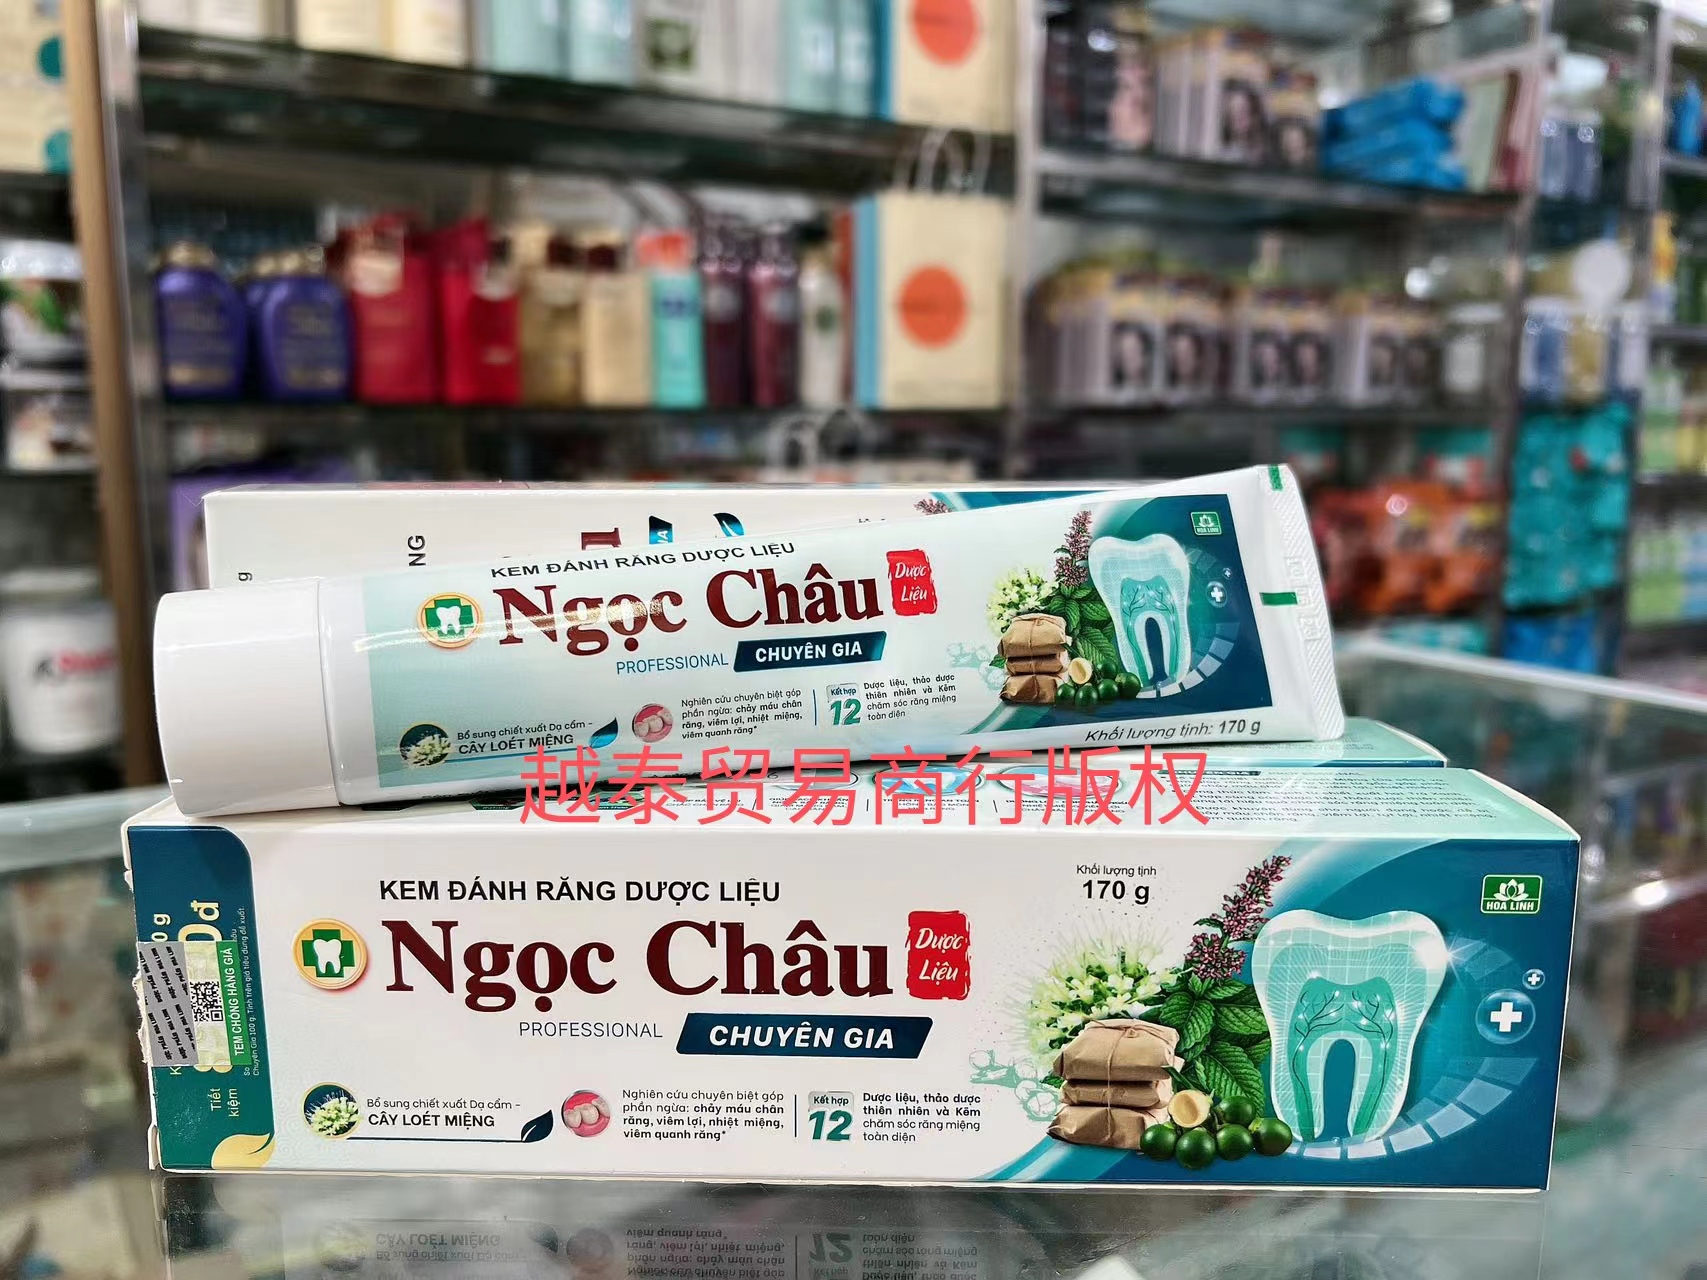 NG
KEM ĐÁNH RĂNG DƯỢC LIỆU
Ngọc Châu
Dược
Liệu
PROFESSIONAL
CHUYÊN GIA
HOA LINH
Bổ sung chiết xuất Dạ cẩm -
CÂY LOÉT MIỆNG
Nghiên cứu chuyên biệt góp
phần ngừa: chảy máu chân
răng, viêm lợi, nhiệt miệng,
viêm quanh răng*
Kết hợp
12
Dược liệu, thảo dược
thiên nhiên và Kẽm
chăm sóc răng miệng
toàn diện
Khối lượng tịnh: 170 g
越泰贸易商行版权
KEM ĐÁNH RĂNG DƯỢC LIỆU
Ngọc Châu
Dược
Liệu
PROFESSIONAL
CHUYÊN GIA
Khối lượng tịnh
170 g
HOA LINH
Bổ sung chiết xuất Dạ cẩm -
CÂY LOÉT MIỆNG
Nghiên cứu chuyên biệt góp
phần ngừa: chảy máu chân
răng, viêm lợi, nhiệt miệng,
viêm quanh răng*
Kết hợp
12
Dược liệu, thảo dược
thiên nhiên và Kẽm
chăm sóc răng miệng
toàn diện
TEM CHỐNG HÀNG GIẢ
Tiết
kiệm